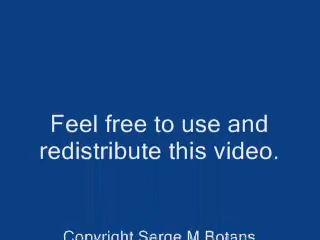 Feel free to use and
redistribute this video.
Copyright Serge M Botans